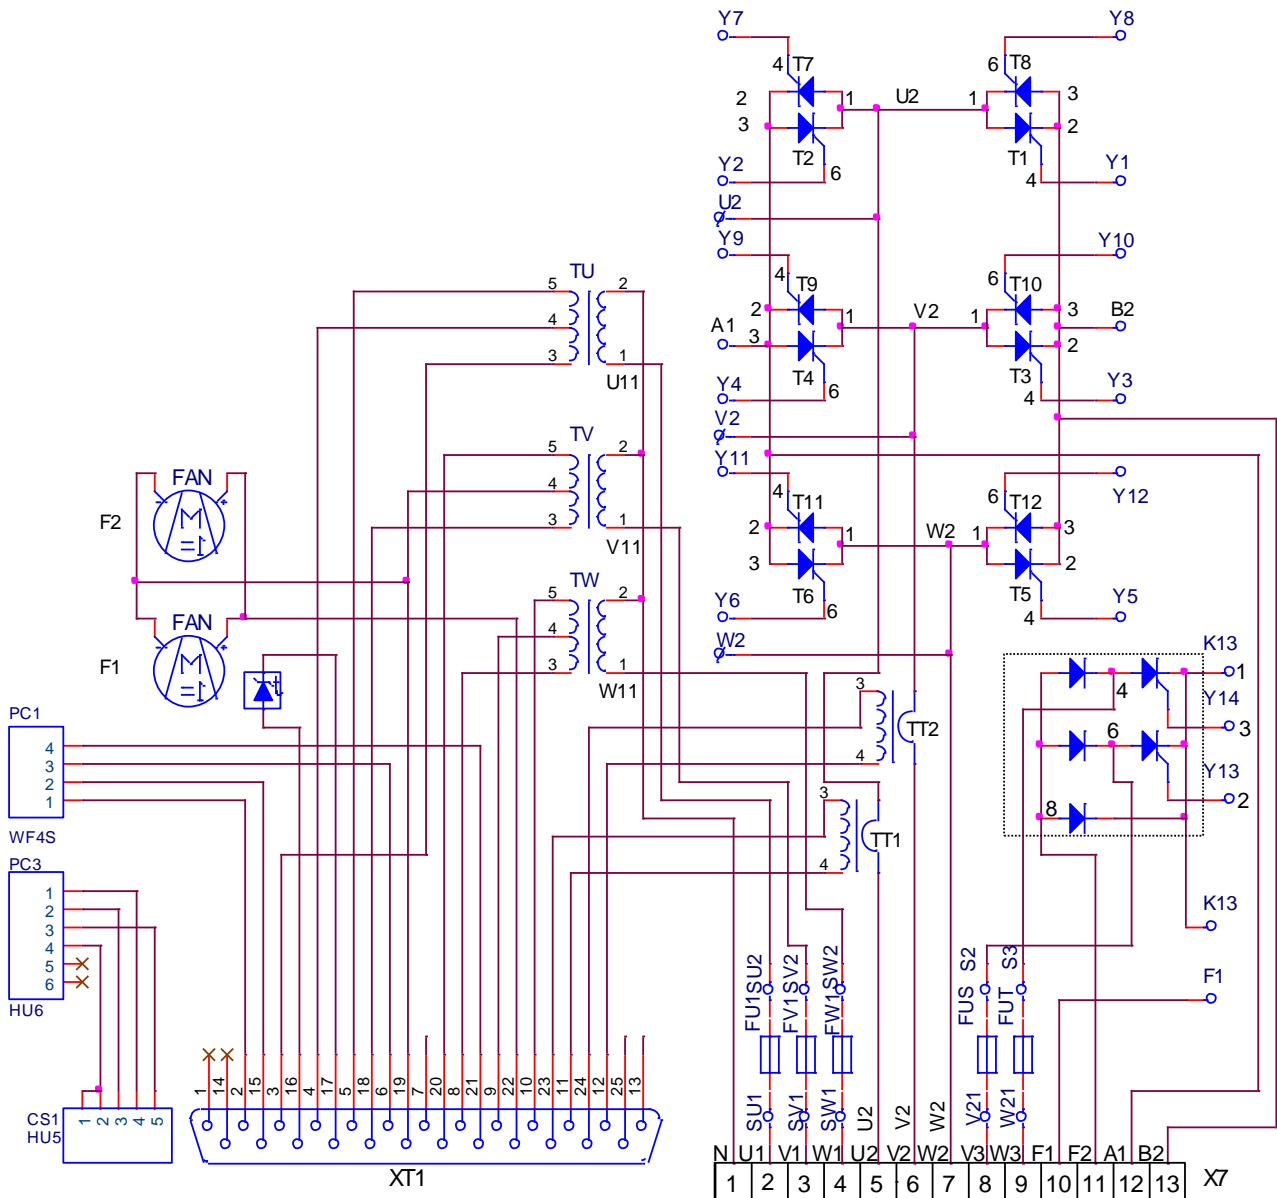 Y7
Y8
4 T7
6 T8
2
1
U2
1
3
3
2
T2
T1
Y2
6
4
Y1
U2
Y9
Y10
4
T9
6
T10
2
1
V2
1
3
B2
A1
3
2
T4
T3
Y4
6
4
Y3
V2
Y11
Y12
4
T11
6
T12
2
1
W2
1
3
3
2
T6
T5
Y6
6
4
Y5
W2
TU
5
2
4
3
1
U11
TV
5
2
4
3
1
V11
TW
5
2
4
3
1
W11
FAN
F2
M
=1
- +
FAN
F1
M
=1
- +
K13
1
4
Y14
3
6
Y13
2
8
K13
F1
3
TT2
4
3
TT1
4
PC1
4
3
2
1
WF4S
PC3
1
2
3
4
5
6
HU6
CS1
HU5
1 2 3 4 5
1 14 2 15 3 16 4 17 5 18 6 19 7 20 8 21 9 22 10 23 11 24 12 25 13
XT1
SU2 SV2 SW2 S2 S3
FU1 FV1 FW1 FUS FUT
SU1 SV1 SW1 U2 V2 W2 V21 W21
N U1 V1 W1 U2 V2 W2 V3 W3 F1 F2 A1 B2
1 2 3 4 5 6 7 8 9 10 11 12 13
X7